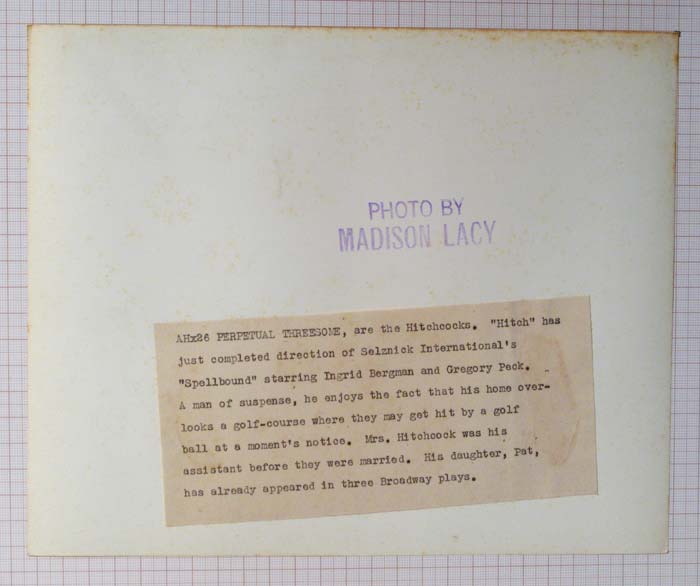 PHOTO BY
MADISON LACY
AHx26 PERPETUAL THREESOME, are the Hitchcocks. "Hitch" has
just completed direction of Selznick International's
"Spellbound" starring Ingrid Bergman and Gregory Peck.
A man of suspense, he enjoys the fact that his home over-
looks a golf-course where they may get hit by a golf
ball at a moment's notice. Mrs. Hitchcock was his
assistant before they were married. His daughter, Pat,
has already appeared in three Broadway plays.